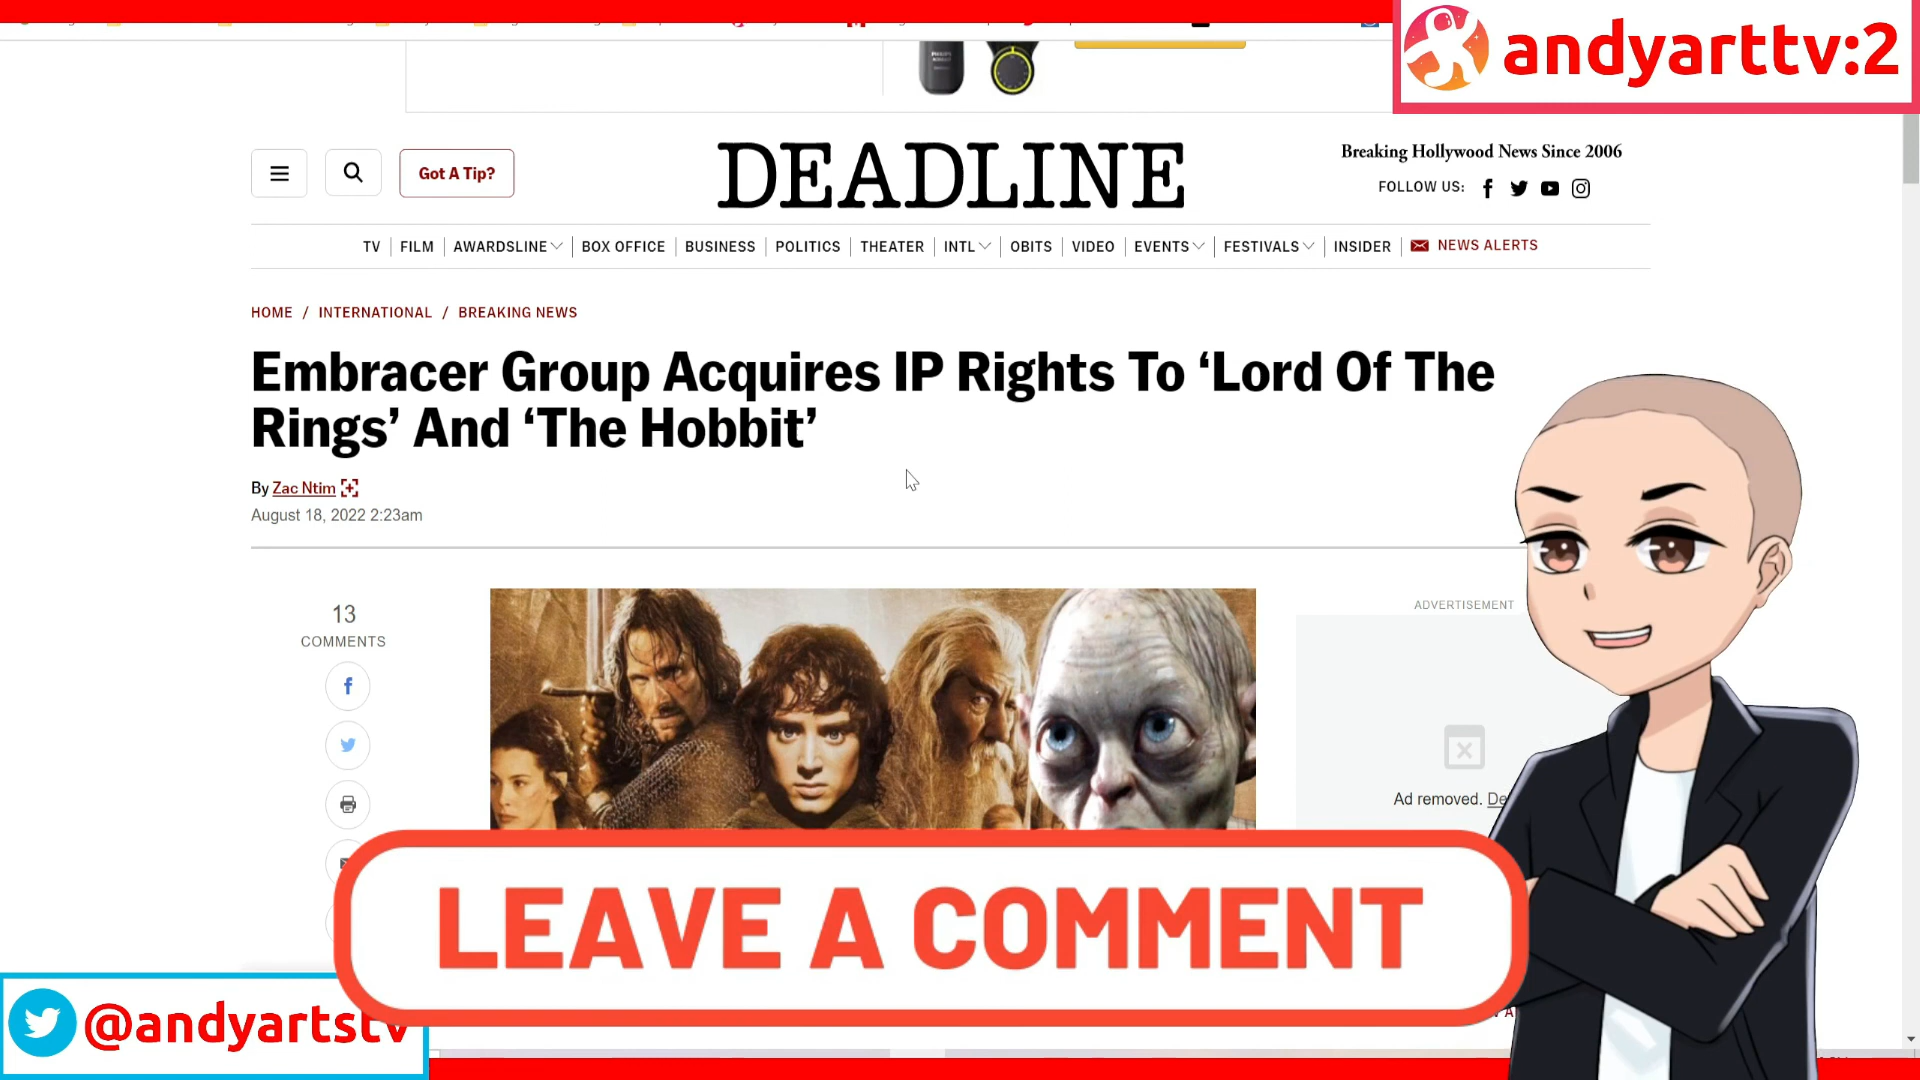 andyarttv:2
DEADLINE
Breaking Hollywood News Since 2006
FOLLOW US:
Got A Tip?
TV FILM AWARDSLINE BOX OFFICE BUSINESS POLITICS THEATER INTL OBITS VIDEO EVENTS FESTIVALS INSIDER NEWS ALERTS
HOME / INTERNATIONAL / BREAKING NEWS
Embracer Group Acquires IP Rights To ‘Lord Of The
Rings’ And ‘The Hobbit’
By Zac Ntim
August 18, 2022 2:23am
13
COMMENTS
ADVERTISEMENT
Ad removed.
LEAVE A COMMENT
@andyartstv